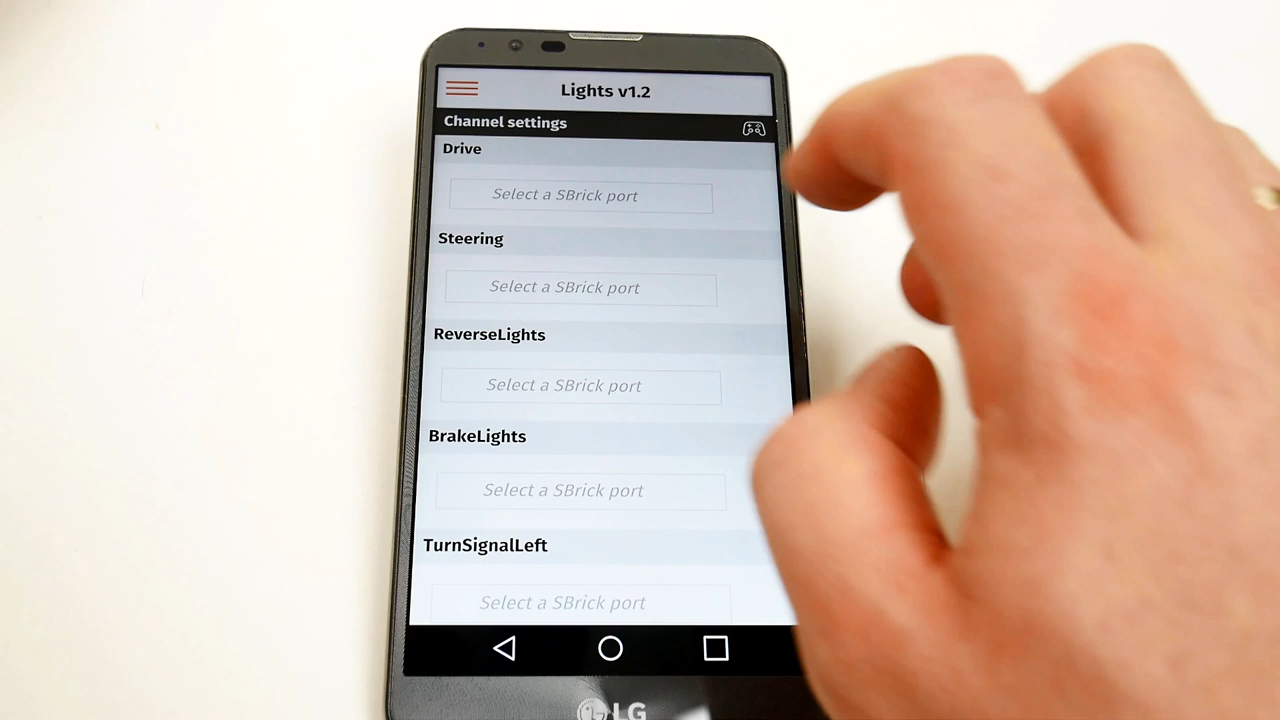 Lights v1.2
Channel settings
Drive
Select a SBrick port
Steering
Select a SBrick port
ReverseLights
Select a SBrick port
BrakeLights
Select a SBrick port
TurnSignalLeft
Select a SBrick port
LG